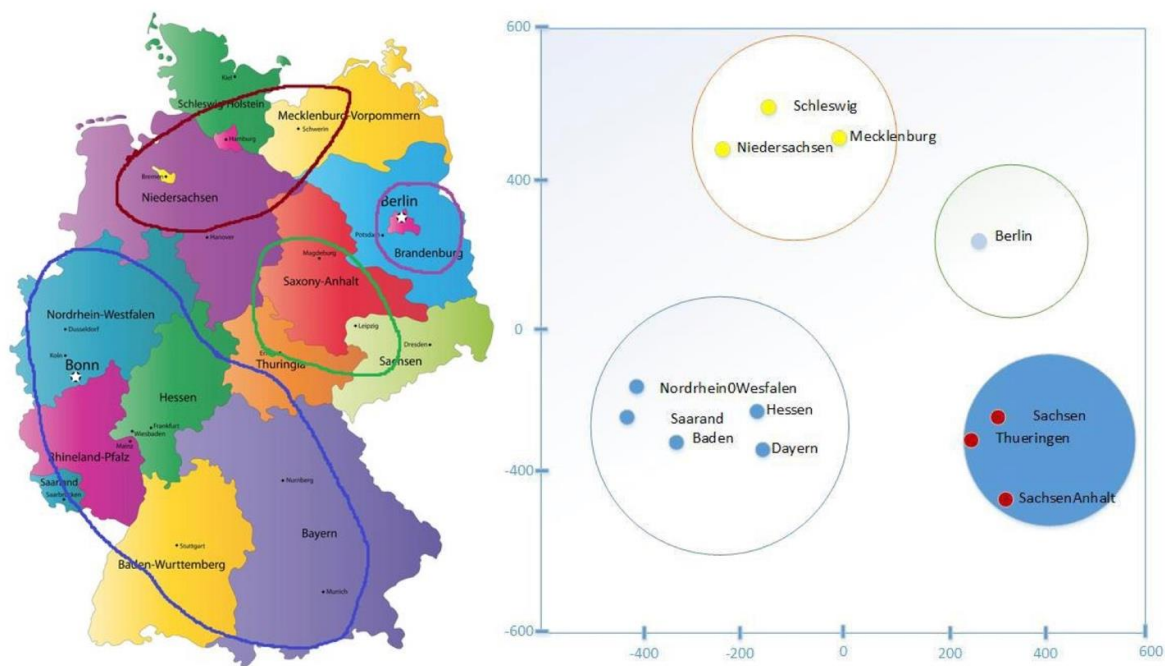 Kiel
Schleswig-Holstein
Mecklenburg-Vorpommern
Schwerin
Hamburg
Bremen
Niedersachsen
Hanover
Berlin
Potsdam
Brandenburg
Magdeburg
Saxony-Anhalt
Nordrhein-Westfalen
Dusseldorf
Koln
Bonn
Leipzig
Dresden
Sachsen
Thuringia
Hessen
Frankfurt
Wiesbaden
Mainz
Rhineland-Pfalz
Saarland
Saarbrucken
Nurnberg
Bayern
Stuttgart
Baden-Wurttemberg
Munich
600
400
0
-400
-600
-400
-200
0
200
400
600
Schleswig
Mecklenburg
Niedersachsen
Berlin
Nordrhein0Wesfalen
Hessen
Saarand
Baden
Dayern
Sachsen
Thueringen
SachsenAnhalt